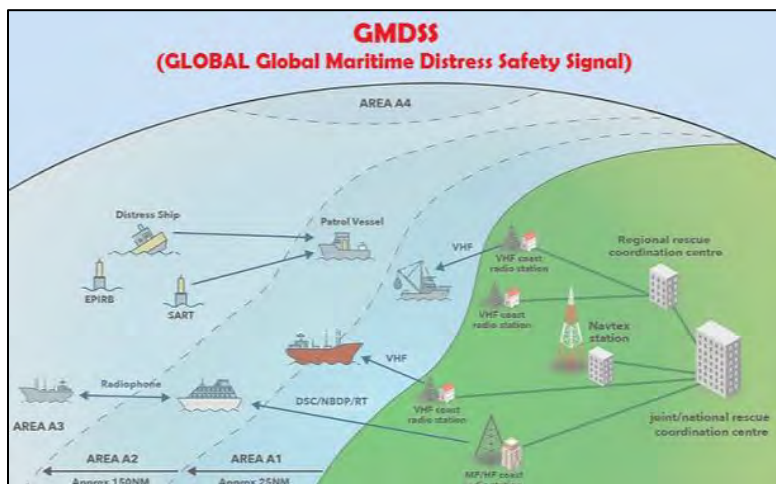 GMDSS
(GLOBAL Global Maritime Distress Safety Signal)
AREA A4
Distress Ship
Patrol Vessel
EPIRB
SART
VHF
VHF coast
radio station
Regional rescue
coordination centre
VHF coast
radio station
Navtex
station
VHF
Radiophone
DSC/NBDP/RT
VHF coast
radio station
joint/national rescue
coordination centre
AREA A3
AREA A2
AREA A1
Approx 150NM
Approx 25NM
MF/HF coast